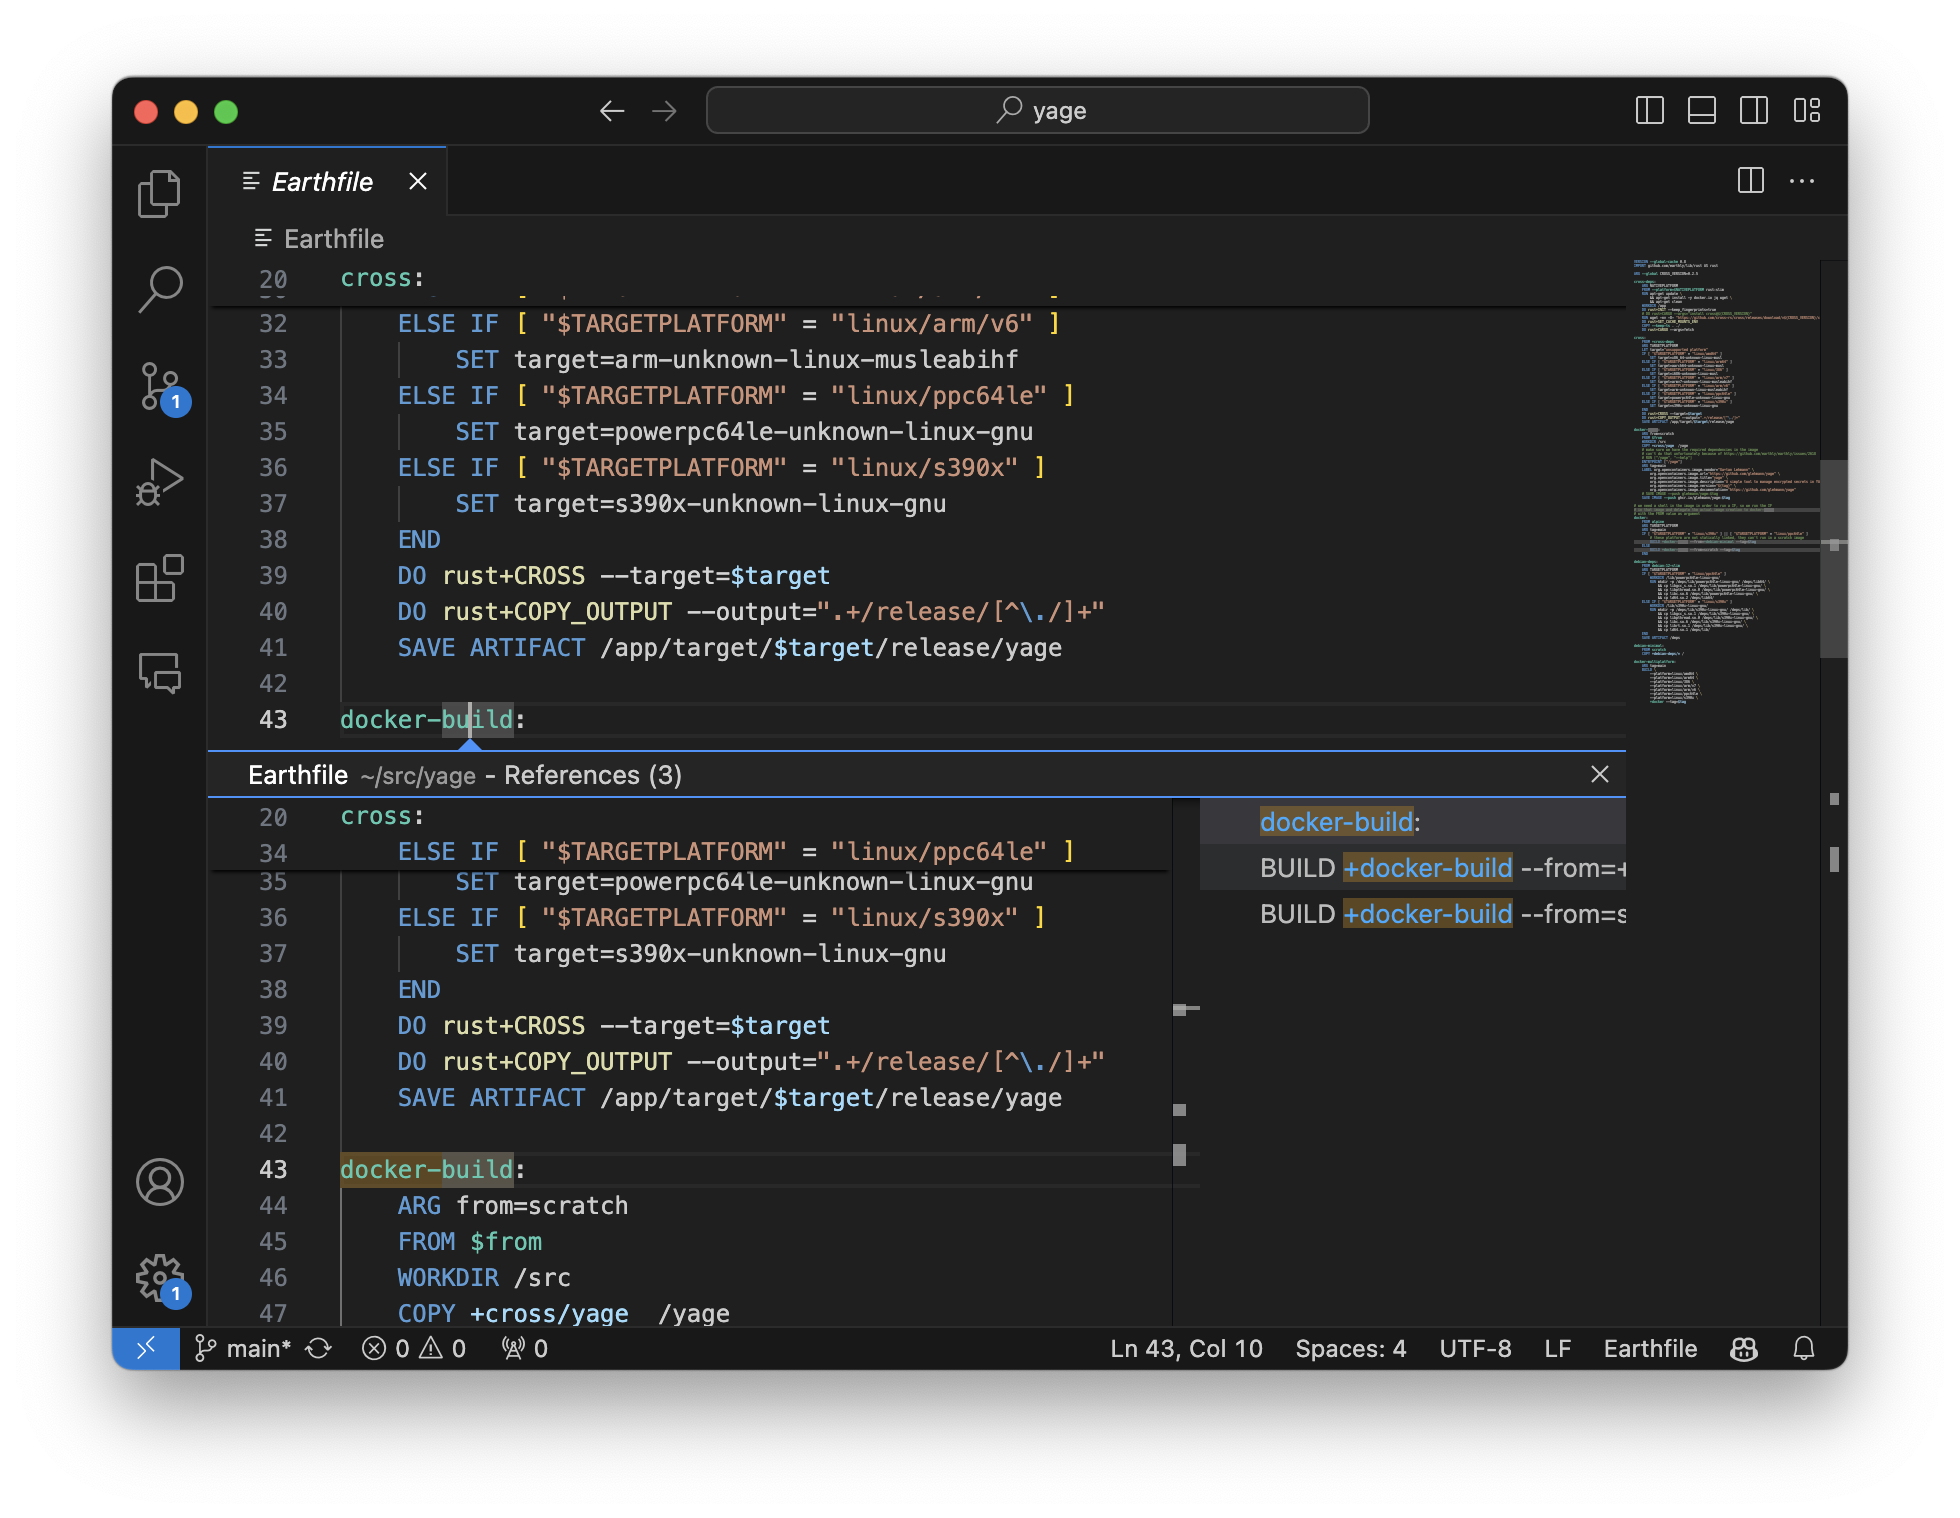 yage
Earthfile
Earthfile
20 cross:
32 ELSE IF [ "$TARGETPLATFORM" = "linux/arm/v6" ]
33 SET target=arm-unknown-linux-musleabihf
34 ELSE IF [ "$TARGETPLATFORM" = "linux/ppc64le" ]
35 SET target=powerpc64le-unknown-linux-gnu
36 ELSE IF [ "$TARGETPLATFORM" = "linux/s390x" ]
37 SET target=s390x-unknown-linux-gnu
38 END
39 DO rust+CROSS --target=$target
40 DO rust+COPY_OUTPUT --output=".+/release/[^\./]+"
41 SAVE ARTIFACT /app/target/$target/release/yage
42
43 docker-build:
Earthfile ~/src/yage - References (3)
20 cross:
34 ELSE IF [ "$TARGETPLATFORM" = "linux/ppc64le" ]
35 SET target=powerpc64le-unknown-linux-gnu
36 ELSE IF [ "$TARGETPLATFORM" = "linux/s390x" ]
37 SET target=s390x-unknown-linux-gnu
38 END
39 DO rust+CROSS --target=$target
40 DO rust+COPY_OUTPUT --output=".+/release/[^\./]+"
41 SAVE ARTIFACT /app/target/$target/release/yage
42
43 docker-build:
44 ARG from=scratch
45 FROM $from
46 WORKDIR /src
47 COPY +cross/yage  /yage
docker-build:
BUILD +docker-build --from=+
BUILD +docker-build --from=s
1
1
main* 0 0 0 Ln 43, Col 10 Spaces: 4 UTF-8 LF Earthfile